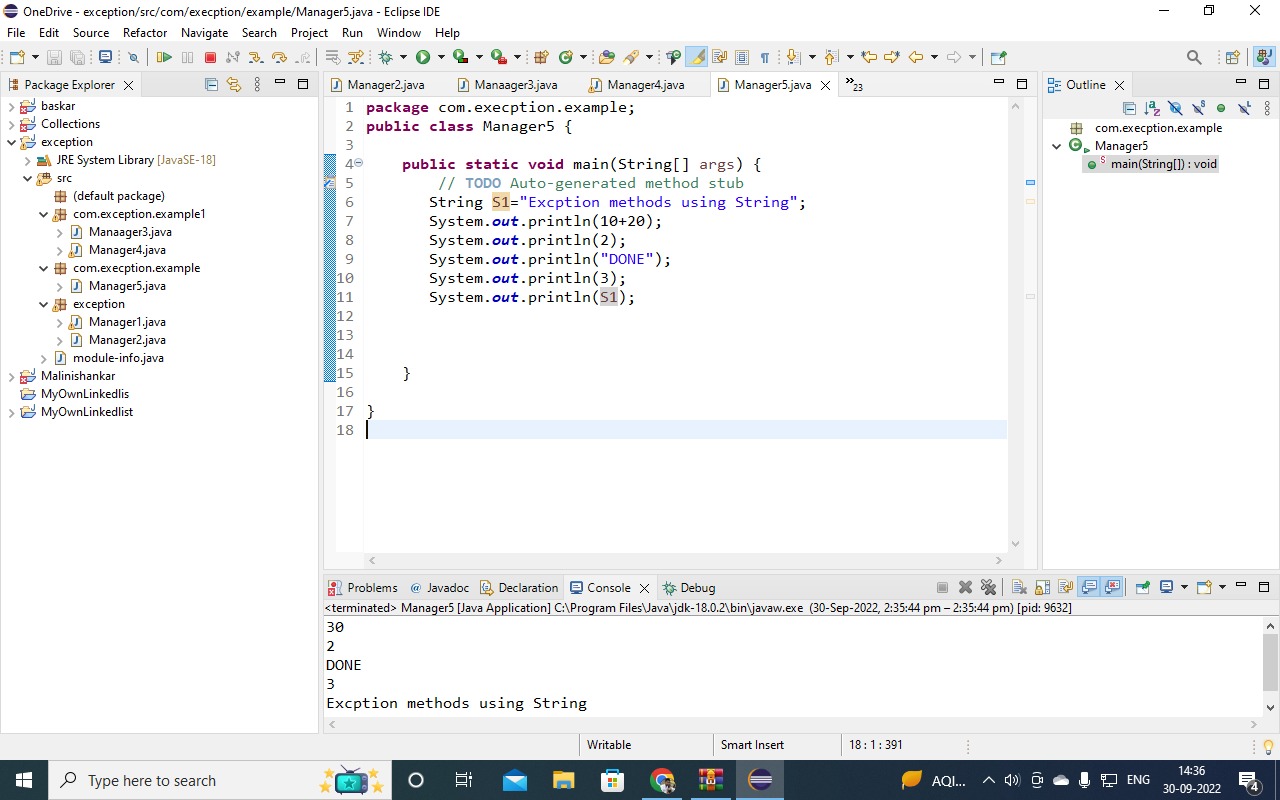 OneDrive - exception/src/com/execption/example/Manager5.java - Eclipse IDE
File Edit Source Refactor Navigate Search Project Run Window Help
Package Explorer
baskar
Collections
exception
JRE System Library [JavaSE-18]
src
(default package)
com.exception.example1
Manaager3.java
Manager4.java
com.execption.example
Manager5.java
exception
Manager1.java
Manager2.java
module-info.java
Malinishankar
MyOwnLinkedlis
MyOwnLinkedlist
Manager2.java Manaager3.java Manager4.java Manager5.java »23
1 package com.execption.example;
2 public class Manager5 {
3
4 public static void main(String[] args) {
5 // TODO Auto-generated method stub
6 String S1="Excption methods using String";
7 System.out.println(10+20);
8 System.out.println(2);
9 System.out.println("DONE");
10 System.out.println(3);
11 System.out.println(S1);
12
13
14
15 }
16
17 }
18
Outline
com.execption.example
Manager5
main(String[]) : void
Problems @ Javadoc Declaration Console Debug
<terminated> Manager5 [Java Application] C:\Program Files\Java\jdk-18.0.2\bin\javaw.exe (30-Sep-2022, 2:35:44 pm – 2:35:44 pm) [pid: 9632]
30
2
DONE
3
Excption methods using String
Writable Smart Insert 18 : 1 : 391
Type here to search
AQI... ENG
14:36
30-09-2022
4